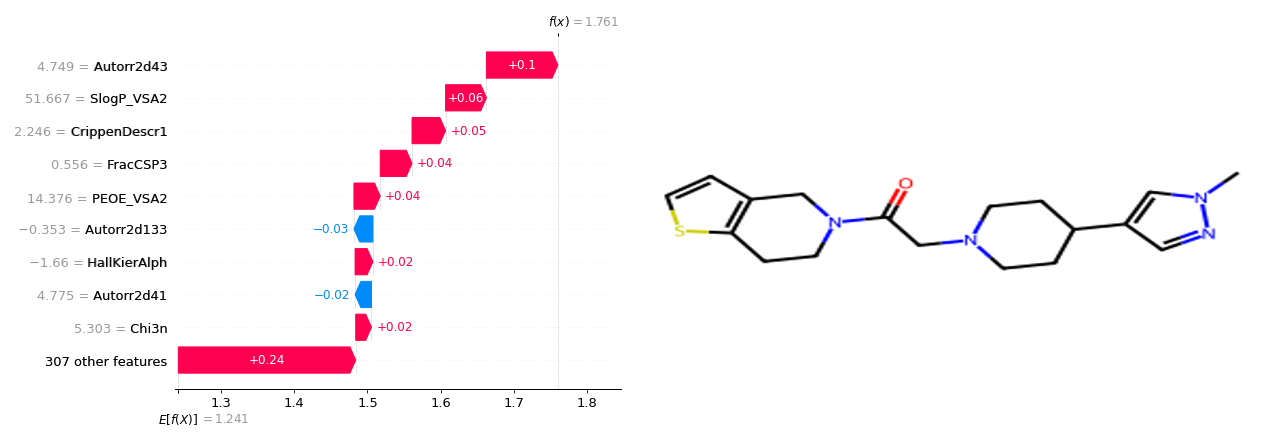 f(x) = 1.761
4.749 = Autorr2d43
+0.1
51.667 = SlogP_VSA2
+0.06
2.246 = CrippenDescr1
+0.05
0.556 = FracCSP3
+0.04
14.376 = PEOE_VSA2
+0.04
−0.353 = Autorr2d133
−0.03
−1.66 = HallKierAlph
+0.02
4.775 = Autorr2d41
−0.02
5.303 = Chi3n
+0.02
307 other features
+0.24
1.3 1.4 1.5 1.6 1.7 1.8
E[f(X)] = 1.241
O
N
N
N
N
S